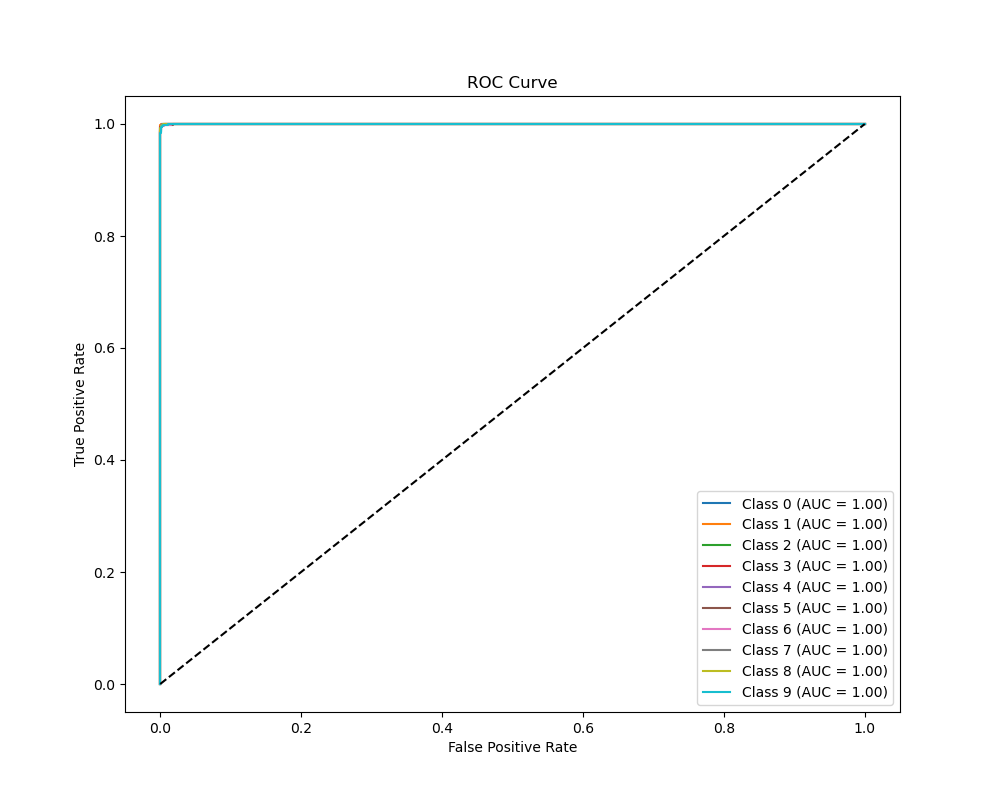 ROC Curve
1.0
0.8
0.6
0.4
0.2
0.0
True Positive Rate
0.0 0.2 0.4 0.6 0.8 1.0
False Positive Rate
Class 0 (AUC = 1.00)
Class 1 (AUC = 1.00)
Class 2 (AUC = 1.00)
Class 3 (AUC = 1.00)
Class 4 (AUC = 1.00)
Class 5 (AUC = 1.00)
Class 6 (AUC = 1.00)
Class 7 (AUC = 1.00)
Class 8 (AUC = 1.00)
Class 9 (AUC = 1.00)